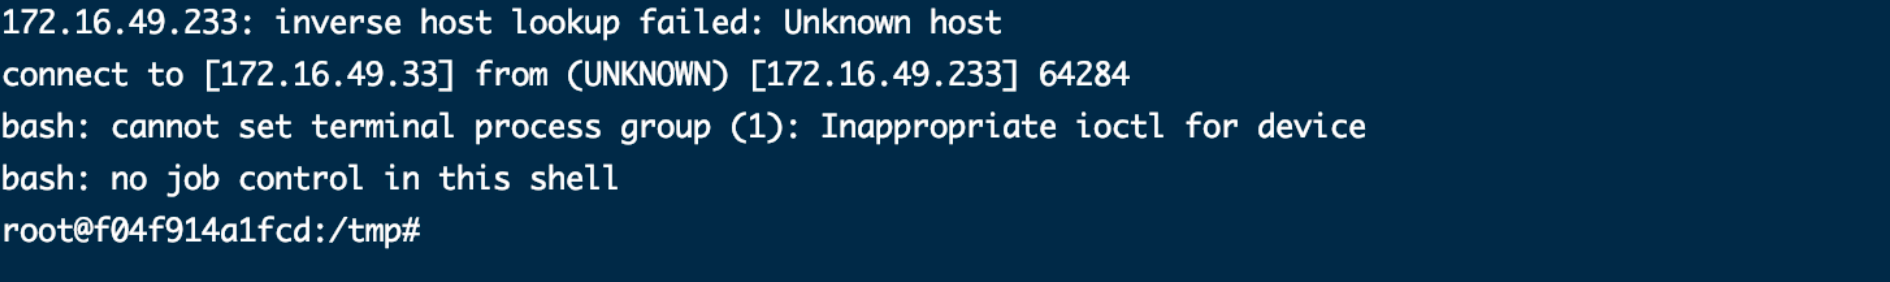 172.16.49.233: inverse host lookup failed: Unknown host
connect to [172.16.49.33] from (UNKNOWN) [172.16.49.233] 64284
bash: cannot set terminal process group (1): Inappropriate ioctl for device
bash: no job control in this shell
root@f04f914a1fcd:/tmp#